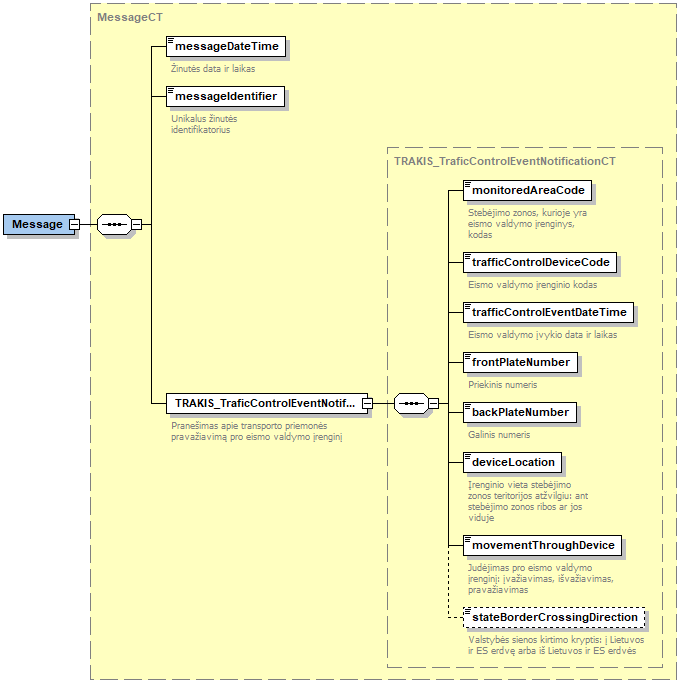 MessageCT
messageDateTime
Žinutės data ir laikas
messageIdentifier
Unikalus žinutės
identifikatorius
Message
TRAKIS_TraficControlEventNotif...
Pranešimas apie transporto priemonės
pravažiavimą pro eismo valdymo įrenginį
TRAKIS_TraficControlEventNotificationCT
monitoredAreaCode
Stebėjimo zonos, kurioje yra
eismo valdymo įrenginys,
kodas
trafficControlDeviceCode
Eismo valdymo įrenginio kodas
trafficControlEventDateTime
Eismo valdymo įvykio data ir laikas
frontPlateNumber
Priekinis numeris
backPlateNumber
Galinis numeris
deviceLocation
Įrenginio vieta stebėjimo
zonos teritorijos atžvilgiu: ant
stebėjimo zonos ribos ar jos
viduje
movementThroughDevice
Judėjimas pro eismo valdymo
įrenginį: įvažiavimas, išvažiavimas,
pravažiavimas
stateBorderCrossingDirection
Valstybės sienos kirtimo kryptis: į Lietuvos
ir ES erdvę arba iš Lietuvos ir ES erdvės